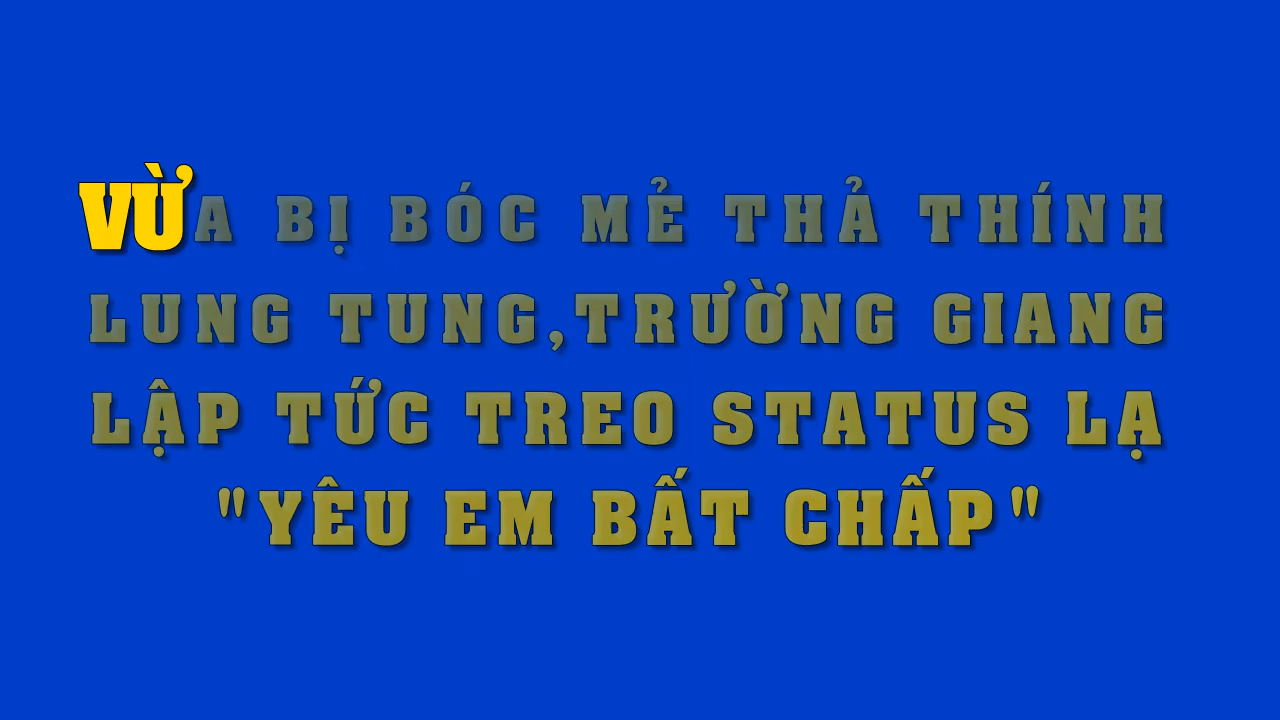 VỪA BỊ BÓC MẺ THẢ THÍNH
LUNG TUNG,TRƯỜNG GIANG
LẬP TỨC TREO STATUS LẠ
"YÊU EM BẤT CHẤP"